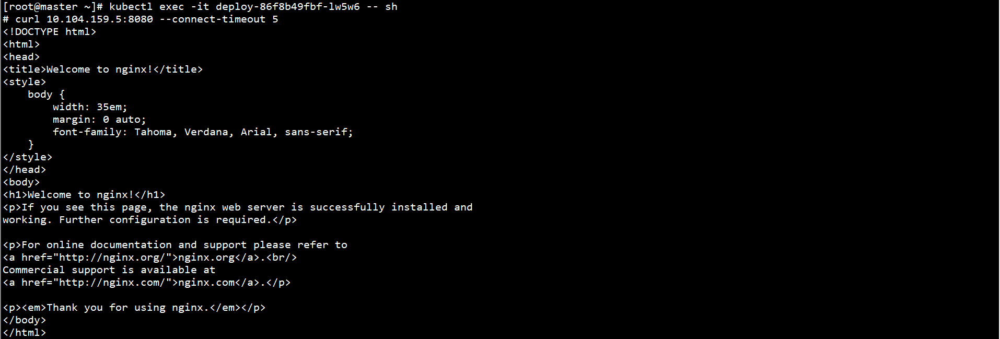 [root@master ~]# kubectl exec -it deploy-86f8b49fbf-lw5w6 -- sh
# curl 10.104.159.5:8080 --connect-timeout 5
<!DOCTYPE html>
<html>
<head>
<title>Welcome to nginx!</title>
<style>
    body {
        width: 35em;
        margin: 0 auto;
        font-family: Tahoma, Verdana, Arial, sans-serif;
    }
</style>
</head>
<body>
<h1>Welcome to nginx!</h1>
<p>If you see this page, the nginx web server is successfully installed and
working. Further configuration is required.</p>

<p>For online documentation and support please refer to
<a href="http://nginx.org/">nginx.org</a>.<br/>
Commercial support is available at
<a href="http://nginx.com/">nginx.com</a>.</p>

<p><em>Thank you for using nginx.</em></p>
</body>
</html>